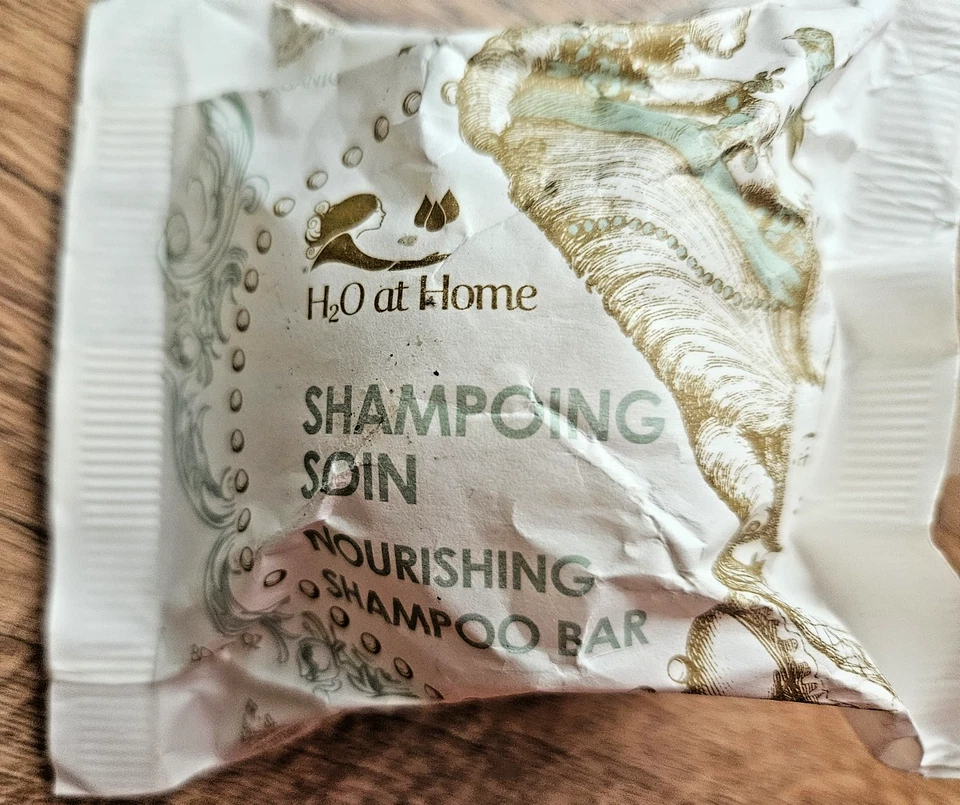 H₂O at Home
SHAMPOING
SOIN
NOURISHING
SHAMPOO BAR